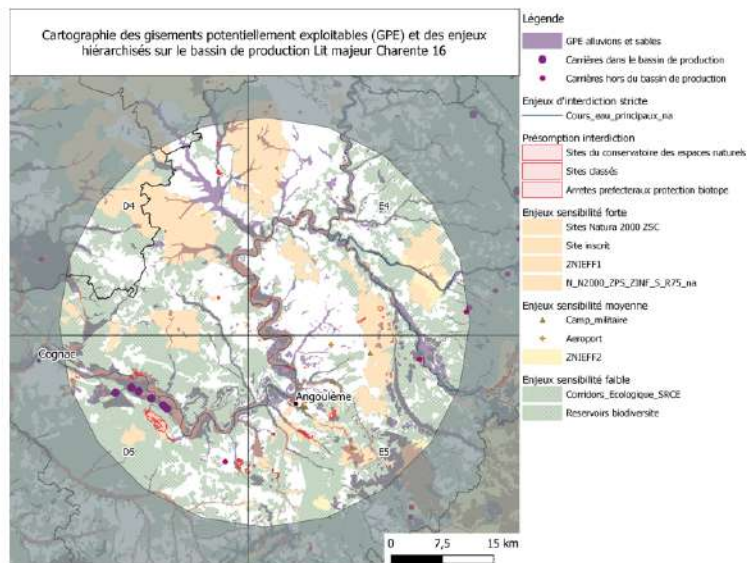 Cartographie des gisements potentiellement exploitables (GPE) et des enjeux
hiérarchisés sur le bassin de production Lit majeur Charente 16
D4
E4
Cognac
Angoulême
D5
E5
0 7,5 15 km
Légende
GPE alluvions et sables
Carrières dans le bassin de production
Carrières hors du bassin de production
Enjeux d'interdiction stricte
Cours_eau_principaux_na
Présomption interdiction
Sites du conservatoire des espaces naturels
Sites classés
Arretes prefecteraux protection biotope
Enjeux sensibilité forte
Sites Natura 2000 ZSC
Site inscrit
ZNIEFF1
N_N2000_ZPS_ZINF_S_R75_na
Enjeux sensibilité moyenne
Camp_militaire
Aeroport
ZNIEFF2
Enjeux sensibilité faible
Corridors_Ecologique_SRCE
Reservoirs biodiversite